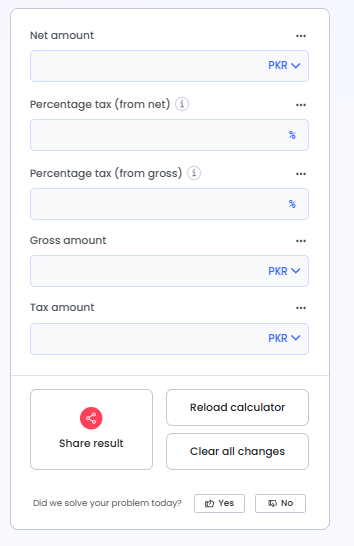 Net amount
PKR
Percentage tax (from net)
%
Percentage tax (from gross)
%
Gross amount
PKR
Tax amount
PKR
Share result
Reload calculator
Clear all changes
Did we solve your problem today? Yes No